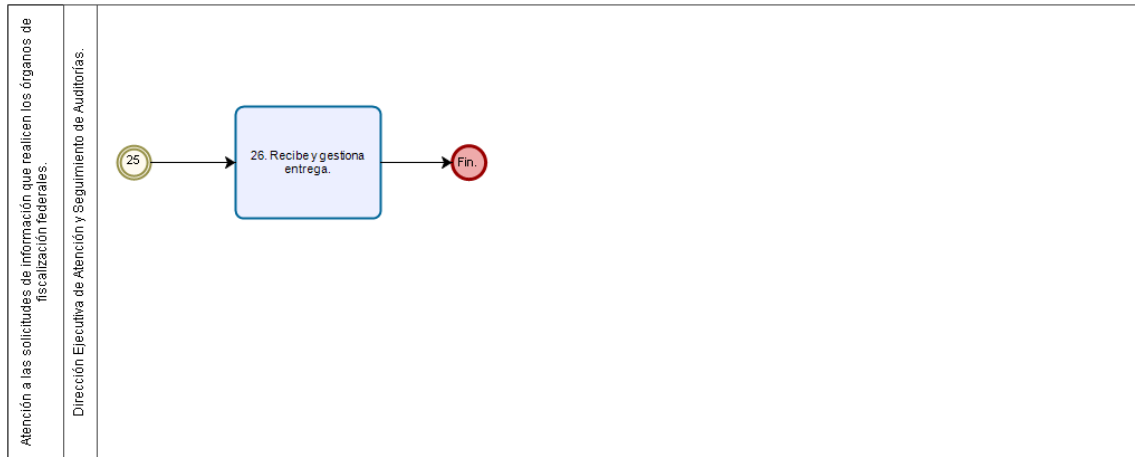 Atención a las solicitudes de información que realicen los órganos de
fiscalización federales.
Dirección Ejecutiva de Atención y Seguimiento de Auditorías.
25
26. Recibe y gestiona
entrega.
Fin.